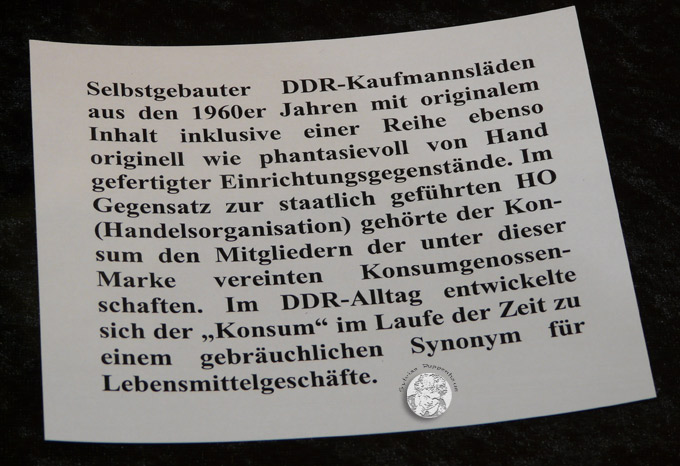 Selbstgebauter DDR-Kaufmannsläden
aus den 1960er Jahren mit originalem
Inhalt inklusive einer Reihe ebenso
originell wie phantasievoll von Hand
gefertigter Einrichtungsgegenstände. Im
Gegensatz zur staatlich geführten HO
(Handelsorganisation) gehörte der Kon-
sum den Mitgliedern der unter dieser
Marke vereinten Konsumgenossen-
schaften. Im DDR-Alltag entwickelte
sich der „Konsum“ im Laufe der Zeit zu
einem gebräuchlichen Synonym für
Lebensmittelgeschäfte.